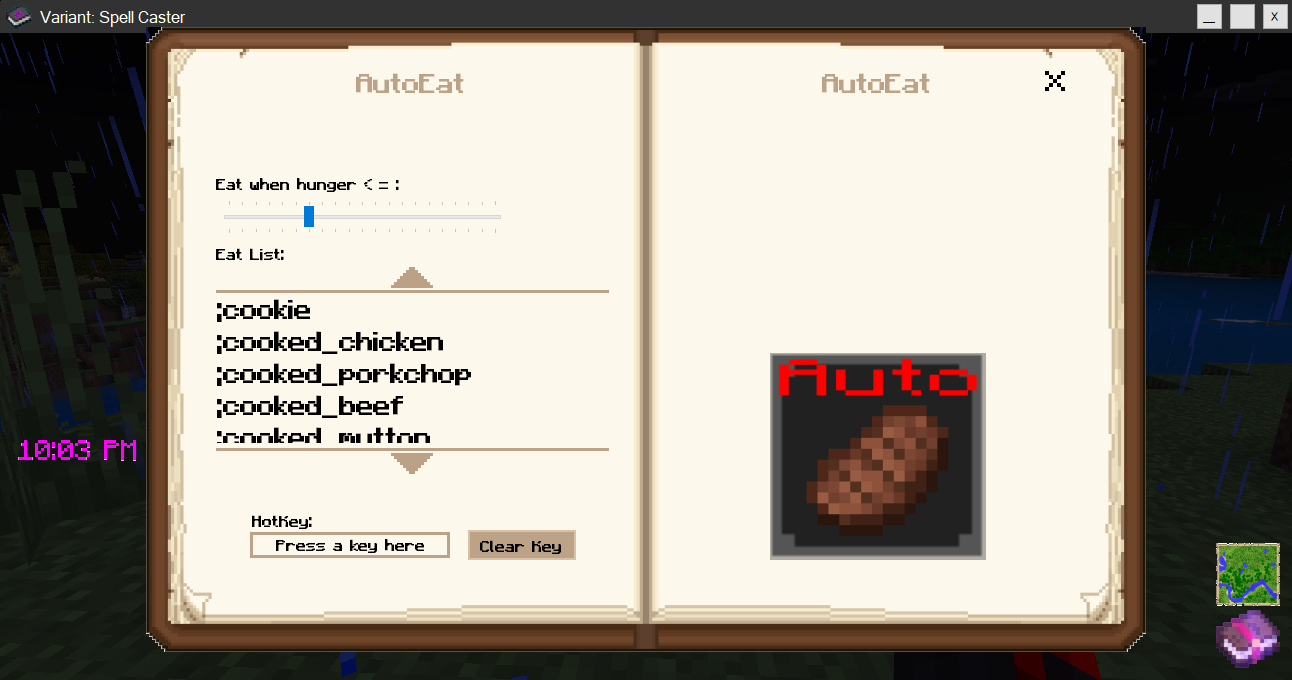 Variant: Spell Caster
_ X
AutoEat
AutoEat
X
Eat when hunger <=:
Eat List:
;cookie
;cooked_chicken
;cooked_porkchop
;cooked_beef
;cooked_mutton
HotKey:
Press a key here
Clear Key
Auto
10:03 PM